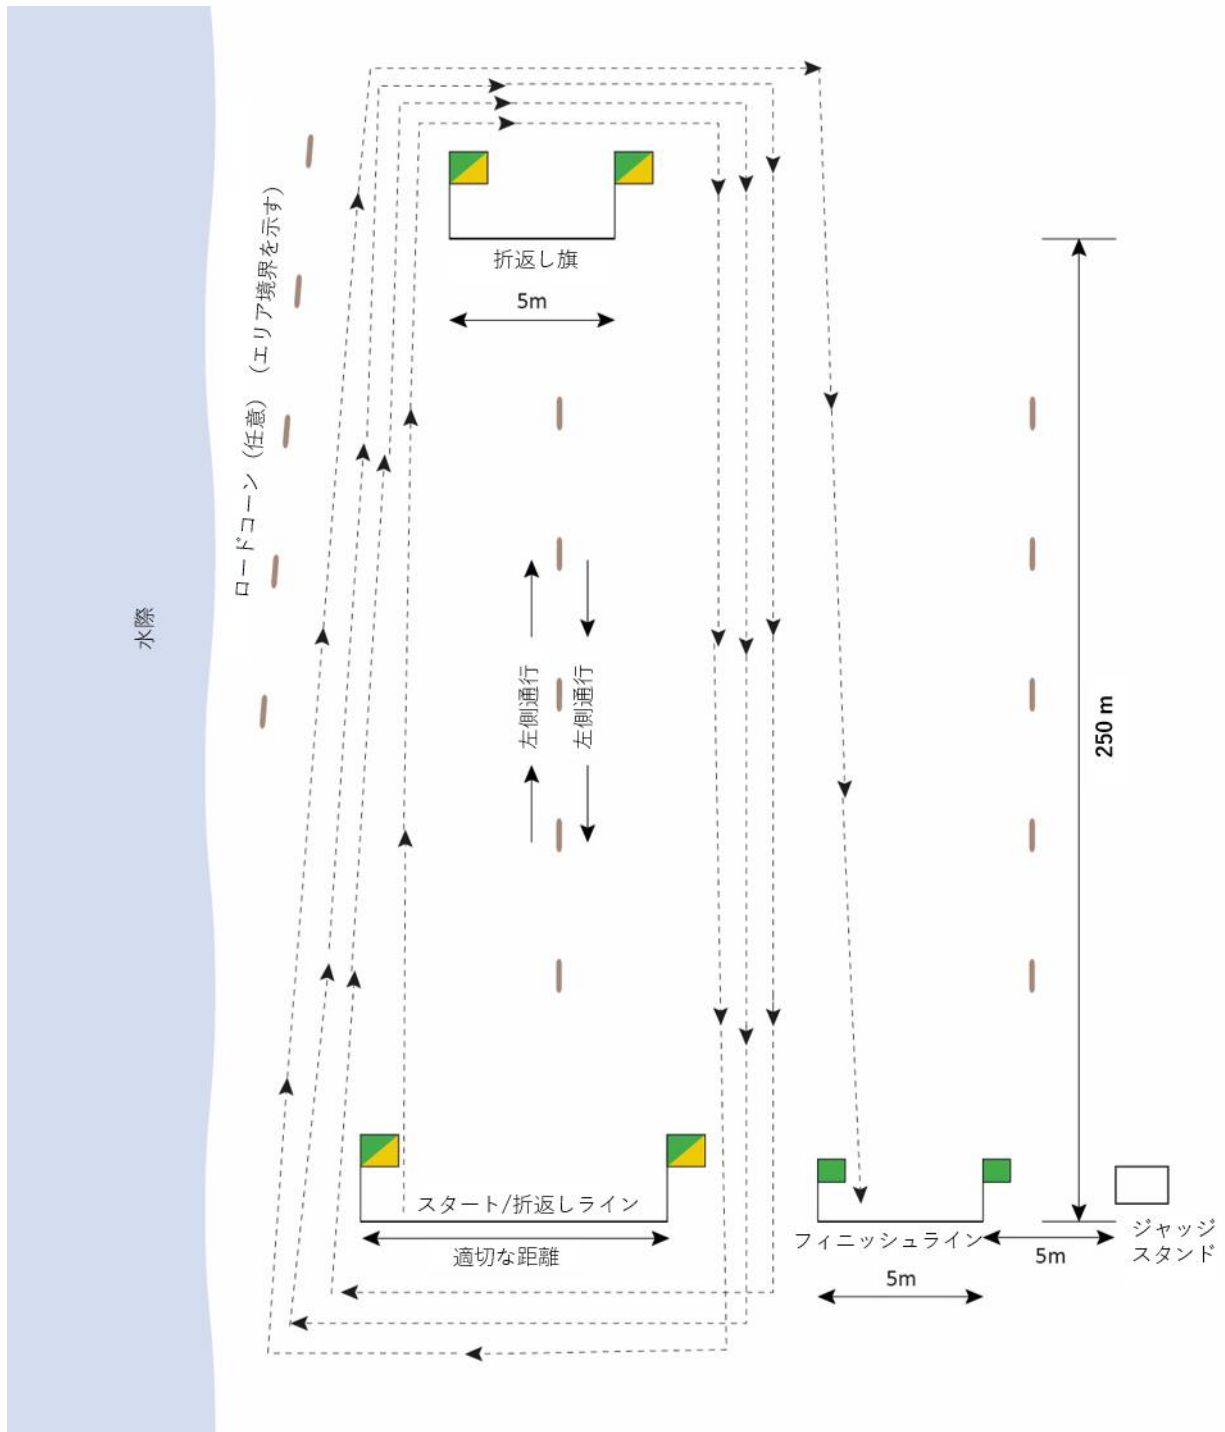 折返し旗
5m
ロードコーン（任意）（エリア境界を示す）
水際
左側通行
左側通行
250 m
スタート/折返しライン
適切な距離
フィニッシュライン
5m
5m
ジャッジ
スタンド